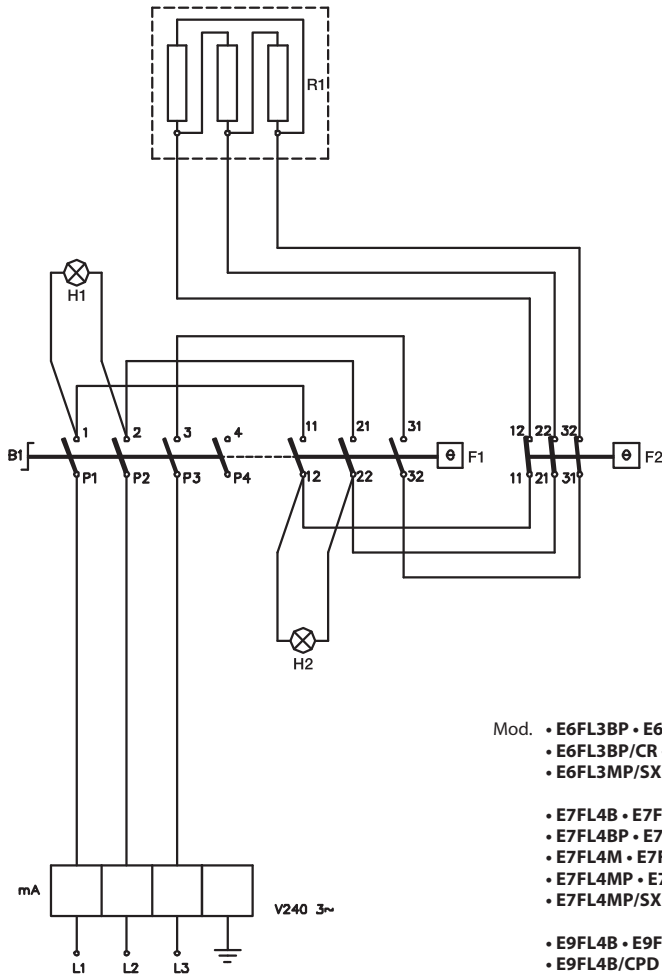 R1
H1
1 2 3 4 11 21 31 12 22 32
B1 θ F1 θ F2
P1 P2 P3 P4 12 22 32 11 21 31
H2
Mod. • E6FL3BP • E6
• E6FL3BP/CR
• E6FL3MP/SX
• E7FL4B • E7F
• E7FL4BP • E7
• E7FL4M • E7F
• E7FL4MP • E7
• E7FL4MP/SX
• E9FL4B • E9F
• E9FL4B/CPD
mA
V240 3~
L1 L2 L3